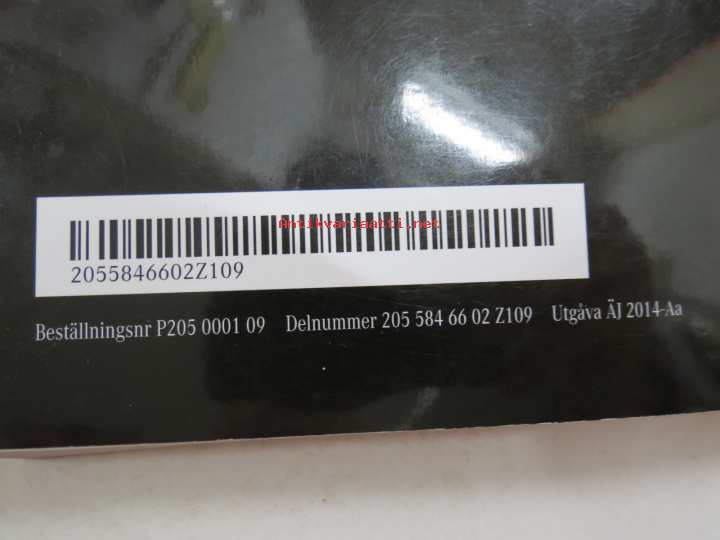 Antikvariaatti.net
2055846602Z109
Beställningsnr P205 0001 09 Delnummer 205 584 66 02 Z109 Utgåva ÄJ 2014-Aa